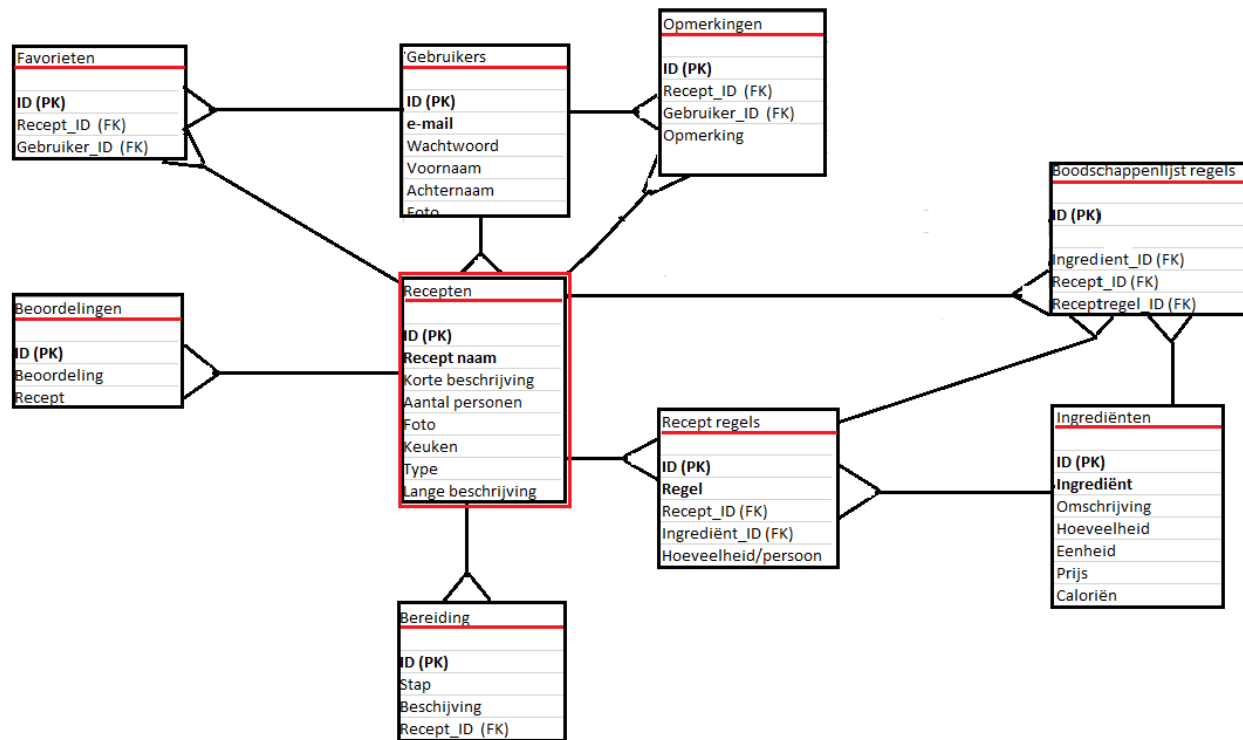 Favorieten
ID (PK)
Recept_ID (FK)
Gebruiker_ID (FK)
'Gebruikers
ID (PK)
e-mail
Wachtwoord
Voornaam
Achternaam
Foto
Opmerkingen
ID (PK)
Recept_ID (FK)
Gebruiker_ID (FK)
Opmerking
Boodschappenlijst regels
ID (PK)
Ingredient_ID (FK)
Recept_ID (FK)
Receptregel_ID (FK)
Beoordelingen
ID (PK)
Beoordeling
Recept
Recepten
ID (PK)
Recept naam
Korte beschrijving
Aantal personen
Foto
Keuken
Type
Lange beschrijving
Recept regels
ID (PK)
Regel
Recept_ID (FK)
Ingrediënt_ID (FK)
Hoeveelheid/persoon
Ingrediënten
ID (PK)
Ingrediënt
Omschrijving
Hoeveelheid
Eenheid
Prijs
Caloriën
Bereiding
ID (PK)
Stap
Beschijving
Recept_ID (FK)